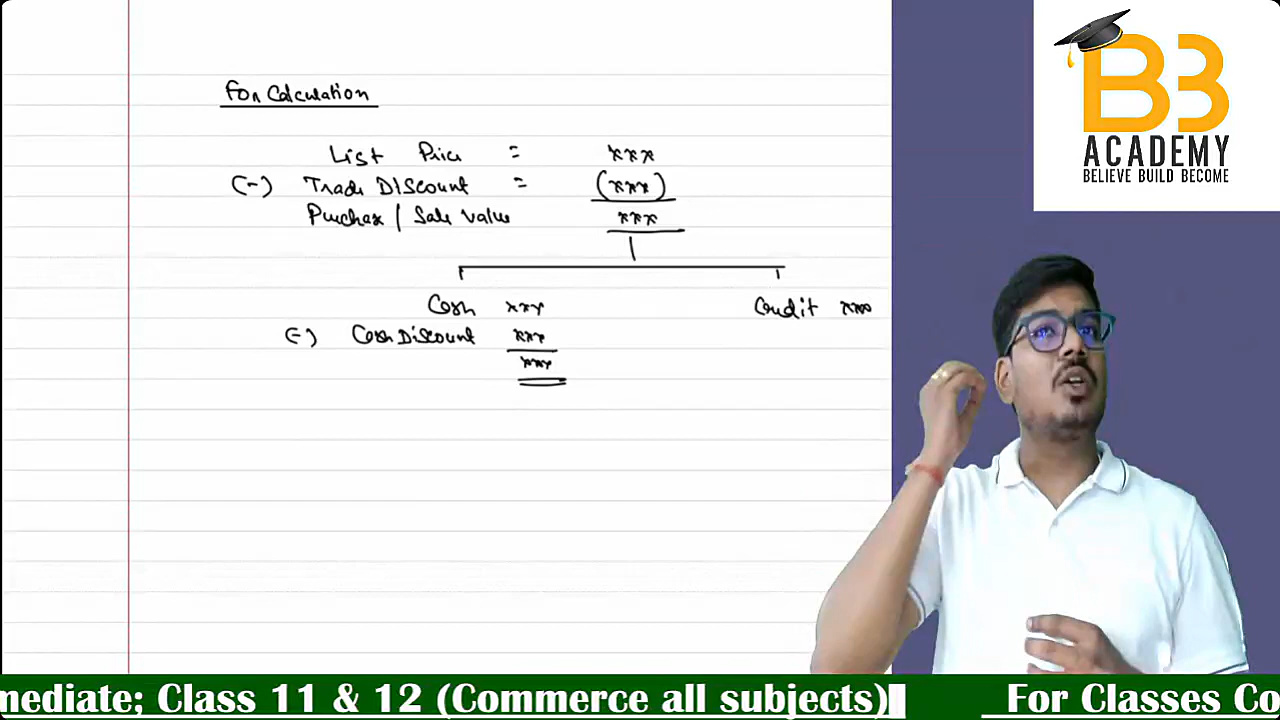 For Calculation
List Price = xxx
(-) Trade Discount = (xxx)
Purchase / Sale Value xxx
Cash xxx Credit xxx
(-) Cash Discount xxx
xxx
B3
ACADEMY
BELIEVE BUILD BECOME
mediate; Class 11 & 12 (Commerce all subjects) For Classes Co